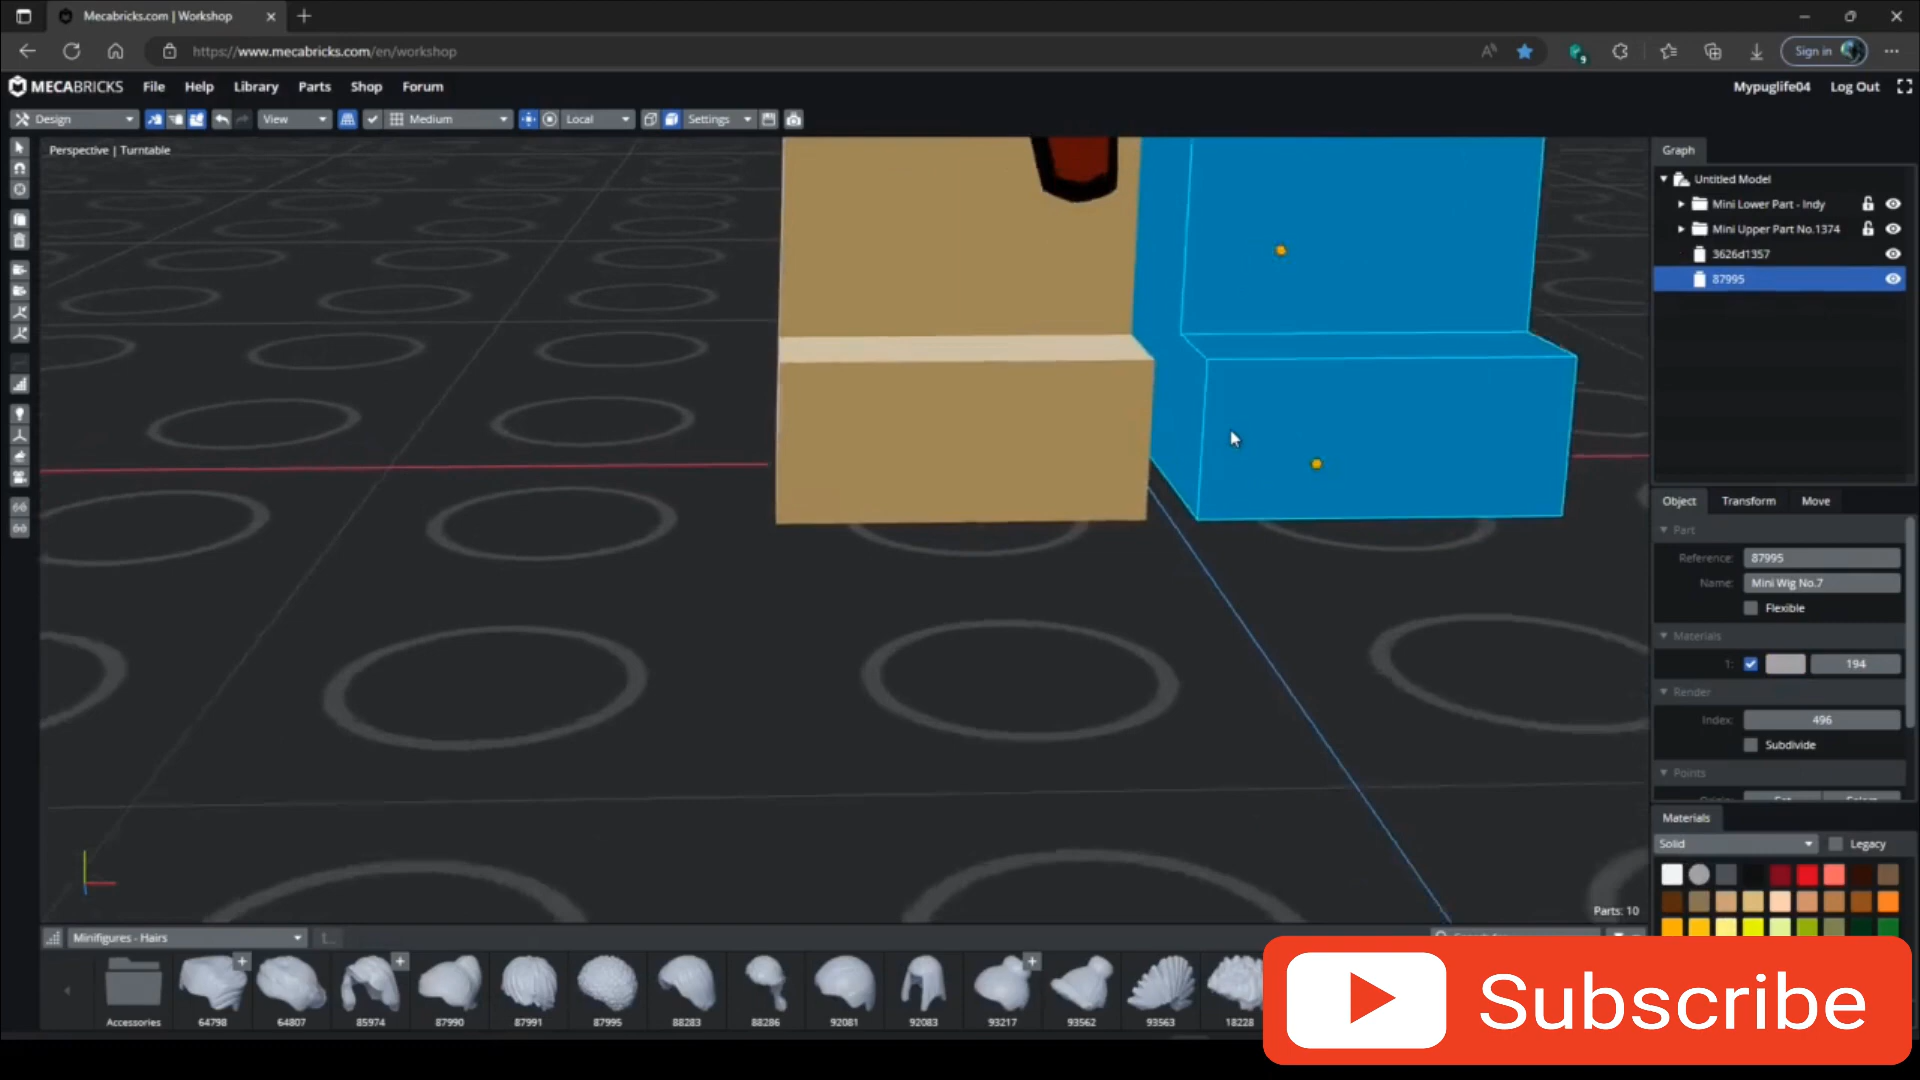 Mecabricks.com | Workshop
https://www.mecabricks.com/en/workshop
9
Sign in
MECABRICKS File Help Library Parts Shop Forum
Mypuglife04 Log Out
Design View Medium Local Settings
Perspective | Turntable
Graph
Untitled Model
Mini Lower Part - Indy
Mini Upper Part No.1374
3626d1357
87995
Object Transform Move
Part
Reference: 87995
Name: Mini Wig No.7
Flexible
Materials
1: 194
Render
Index: 496
Subdivide
Points
Materials
Solid Legacy
Parts: 10
Minifigures - Hairs
Accessories 64798 64807 85974 87990 87991 87995 88283 88286 92081 92083 93217 93562 93563 18228
Subscribe